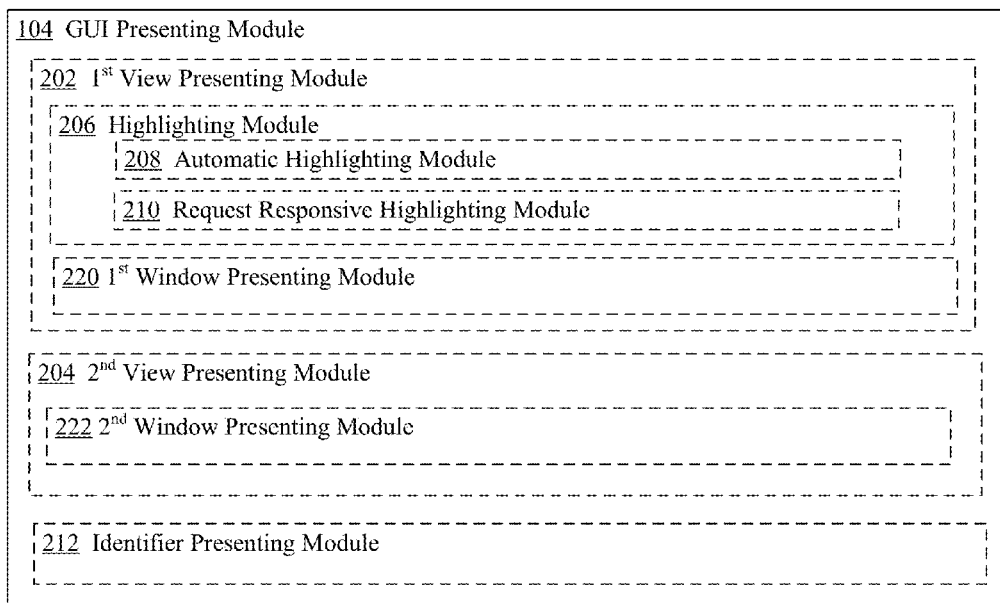 104 GUI Presenting Module
202 1st View Presenting Module
206 Highlighting Module
208 Automatic Highlighting Module
210 Request Responsive Highlighting Module
220 1st Window Presenting Module
204 2nd View Presenting Module
222 2nd Window Presenting Module
212 Identifier Presenting Module